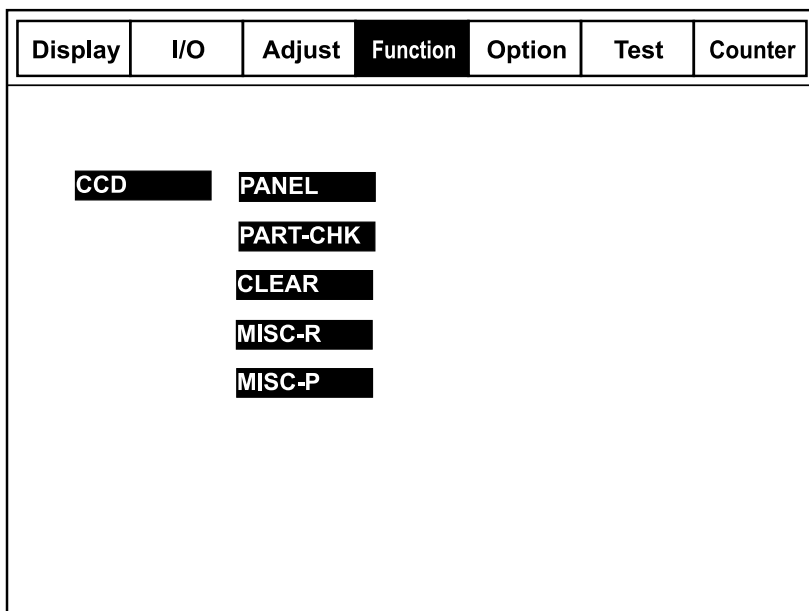 Display I/O Adjust Function Option Test Counter
CCD PANEL
PART-CHK
CLEAR
MISC-R
MISC-P